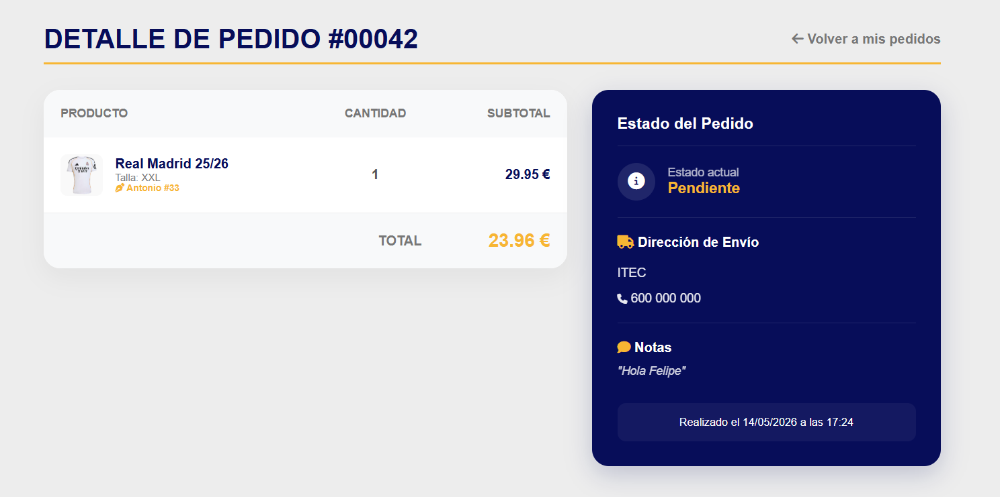 DETALLE DE PEDIDO #00042
Volver a mis pedidos
PRODUCTO CANTIDAD SUBTOTAL
Real Madrid 25/26
Talla: XXL
Antonio #33
1
29.95 €
TOTAL 23.96 €
Estado del Pedido
Estado actual
Pendiente
Dirección de Envío
ITEC
600 000 000
Notas
"Hola Felipe"
Realizado el 14/05/2026 a las 17:24